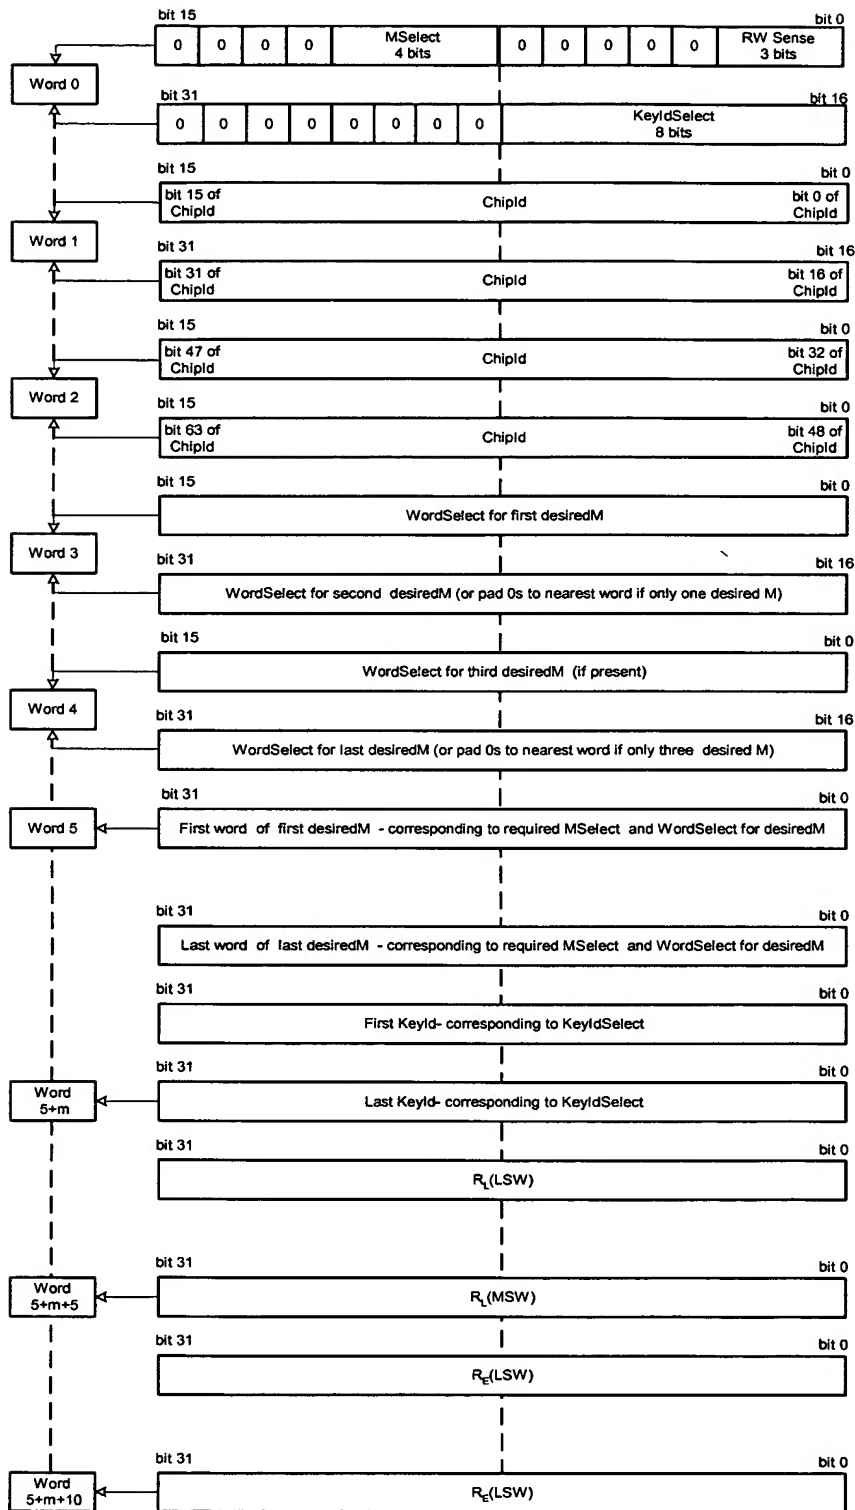 bit 15 bit 0
0 0 0 0 MSelect 0 0 0 0 0 RW Sense
4 bits 3 bits
Word 0
bit 31 bit 16
0 0 0 0 0 0 0 0 KeyIdSelect
8 bits
bit 15 bit 0
bit 15 of ChipId bit 0 of
ChipId ChipId
Word 1
bit 31 bit 16
bit 31 of ChipId bit 16 of
ChipId ChipId
bit 15 bit 0
bit 47 of ChipId bit 32 of
ChipId ChipId
Word 2
bit 15 bit 0
bit 63 of ChipId bit 48 of
ChipId ChipId
bit 15 bit 0
WordSelect for first desiredM
Word 3
bit 31 bit 16
WordSelect for second desiredM (or pad 0s to nearest word if only one desired M)
bit 15 bit 0
WordSelect for third desiredM (if present)
Word 4
bit 31 bit 16
WordSelect for last desiredM (or pad 0s to nearest word if only three desired M)
bit 31 bit 0
Word 5 First word of first desiredM - corresponding to required MSelect and WordSelect for desiredM
bit 31 bit 0
Last word of last desiredM - corresponding to required MSelect and WordSelect for desiredM
bit 31 bit 0
First KeyId- corresponding to KeyIdSelect
bit 31 bit 0
Word
5+m Last KeyId- corresponding to KeyIdSelect
bit 31 bit 0
R_L(LSW)
bit 31 bit 0
Word
5+m+5 R_L(MSW)
bit 31 bit 0
R_E(LSW)
bit 31 bit 0
Word
5+m+10 R_E(LSW)